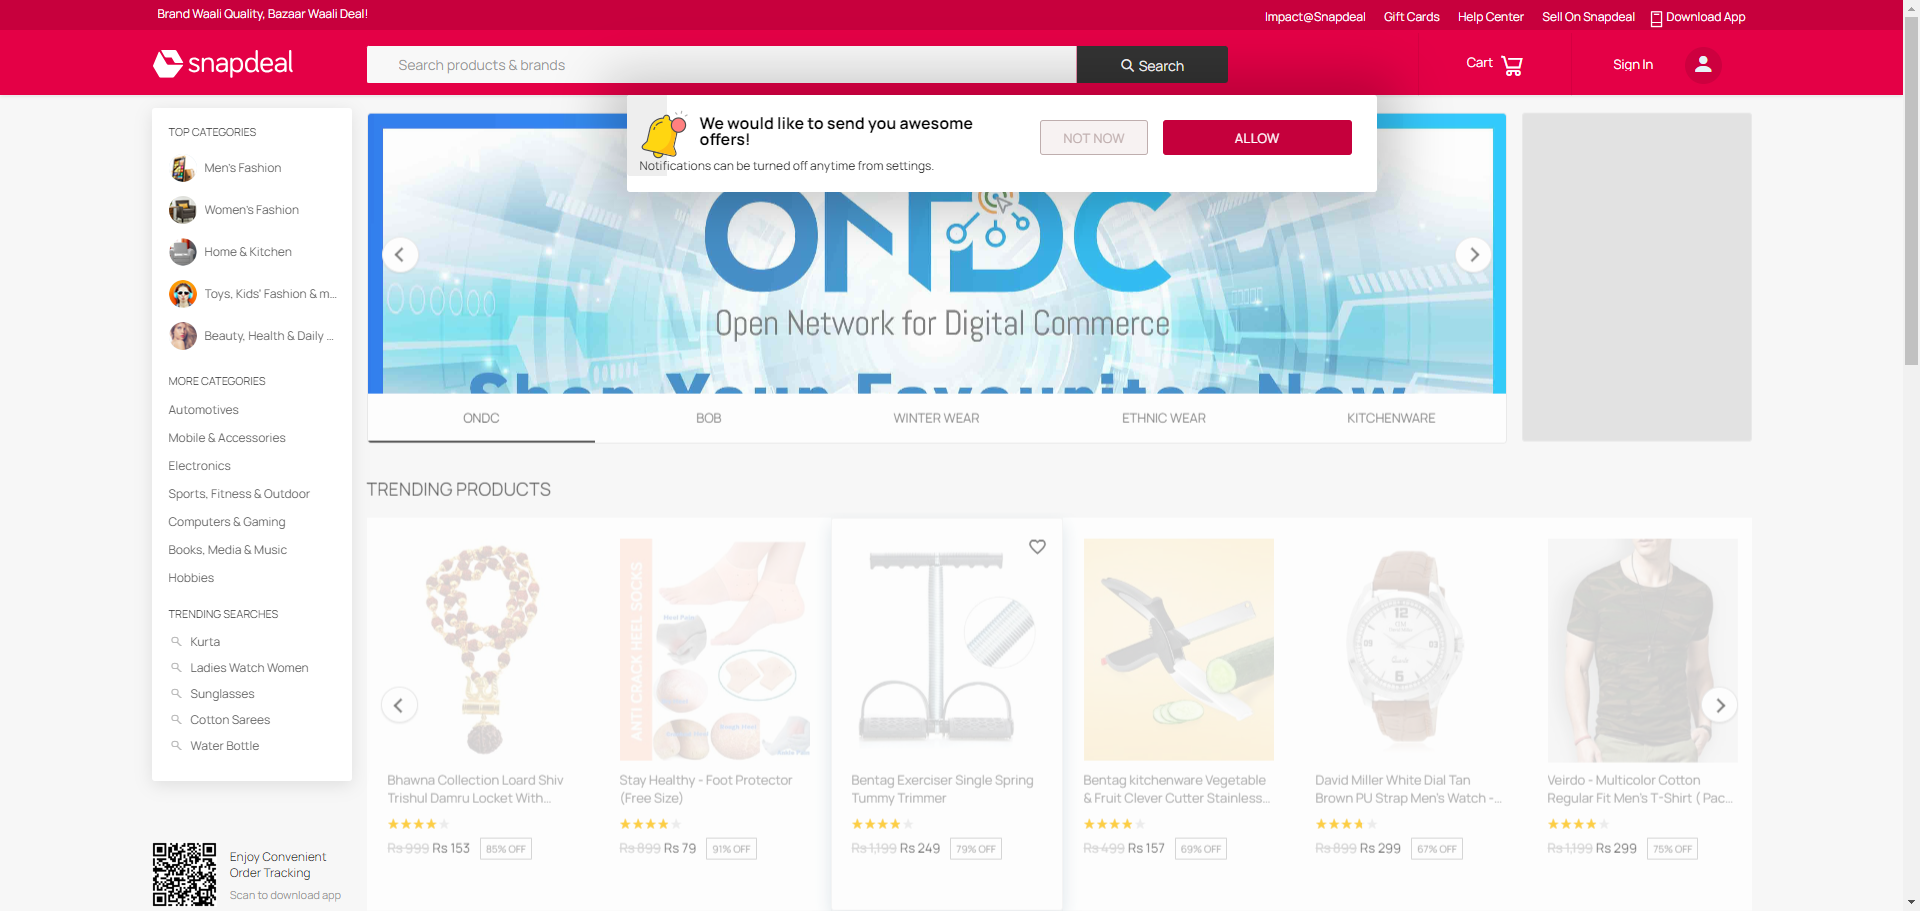 Brand Waali Quality, Bazaar Waali Deal!
Impact@Snapdeal
Gift Cards
Help Center
Sell On Snapdeal
Download App
snapdeal
Search products & brands
Search
Cart
Sign In
We would like to send you awesome
offers!
Notifications can be turned off anytime from settings.
NOT NOW
ALLOW
TOP CATEGORIES
Men's Fashion
Women's Fashion
Home & Kitchen
Toys, Kids' Fashion & m...
Beauty, Health & Daily ...
MORE CATEGORIES
Automotives
Mobile & Accessories
Electronics
Sports, Fitness & Outdoor
Computers & Gaming
Books, Media & Music
Hobbies
TRENDING SEARCHES
Kurta
Ladies Watch Women
Sunglasses
Cotton Sarees
Water Bottle
Enjoy Convenient
Order Tracking
Scan to download app
ONDC
Open Network for Digital Commerce
Shop Your Favourites Now
ONDC
BOB
WINTER WEAR
ETHNIC WEAR
KITCHENWARE
TRENDING PRODUCTS
Bhawna Collection Loard Shiv
Trishul Damru Locket With...
Rs 999 Rs 153
85% OFF
ANTI CRACK HEEL SOCKS
Stay Healthy - Foot Protector
(Free Size)
Rs 899 Rs 79
91% OFF
Bentag Exerciser Single Spring
Tummy Trimmer
Rs 1,199 Rs 249
79% OFF
Bentag kitchenware Vegetable
& Fruit Clever Cutter Stainless...
Rs 499 Rs 157
69% OFF
David Miller White Dial Tan
Brown PU Strap Men's Watch -...
Rs 899 Rs 299
67% OFF
Veirdo - Multicolor Cotton
Regular Fit Men's T-Shirt ( Pac...
Rs 1,199 Rs 299
75% OFF